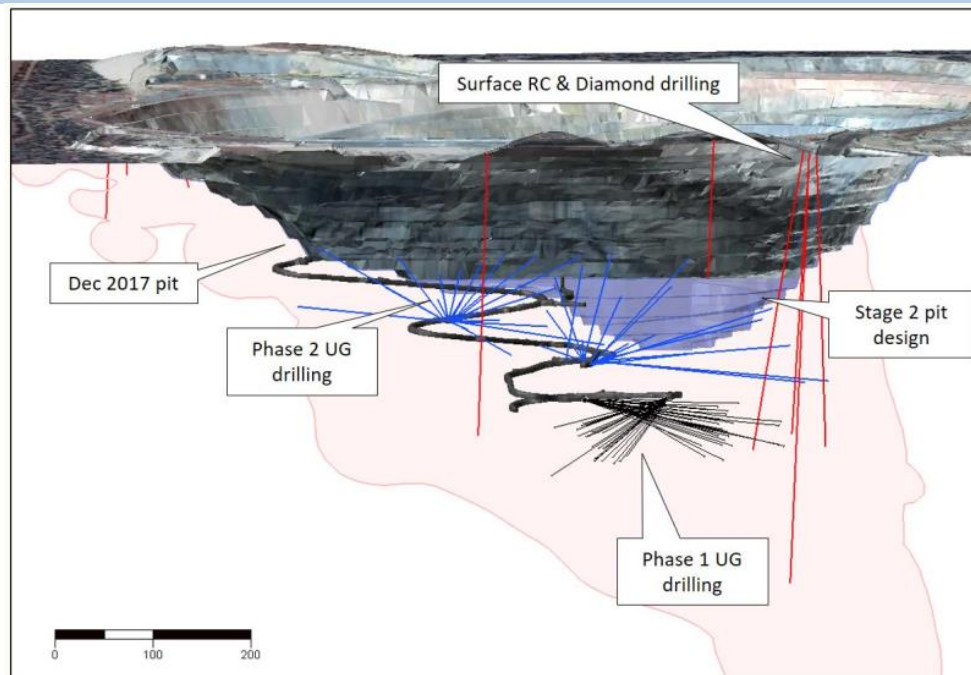 Surface RC & Diamond drilling
Dec 2017 pit
Phase 2 UG
drilling
Stage 2 pit
design
Phase 1 UG
drilling
0
100
200